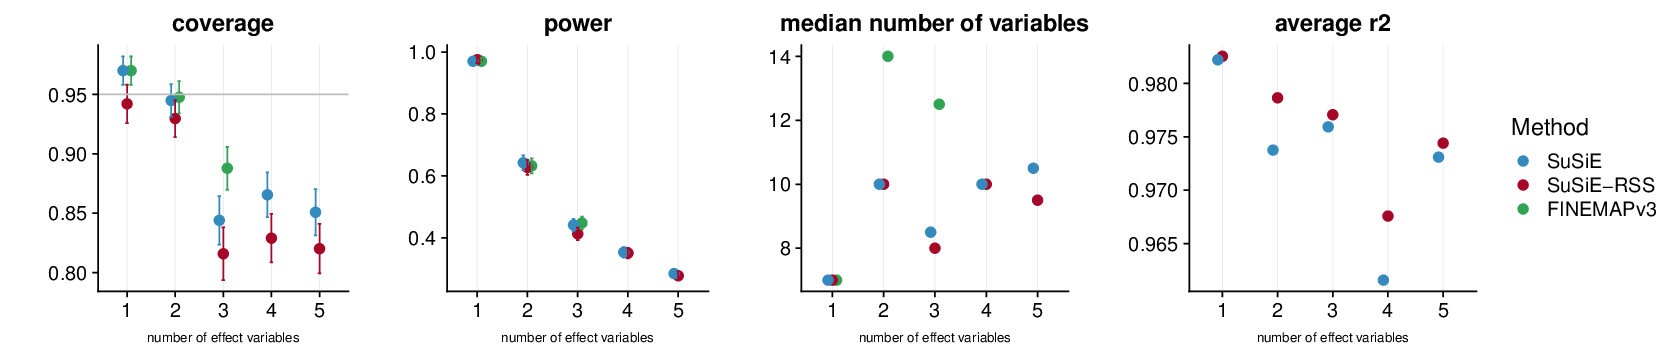 coverage
0.95
0.90
0.85
0.80
1 2 3 4 5
number of effect variables
power
1.0
0.8
0.6
0.4
1 2 3 4 5
number of effect variables
median number of variables
14
12
10
8
1 2 3 4 5
number of effect variables
average r2
0.980
0.975
0.970
0.965
1 2 3 4 5
number of effect variables
Method
SuSiE
SuSiE−RSS
FINEMAPv3